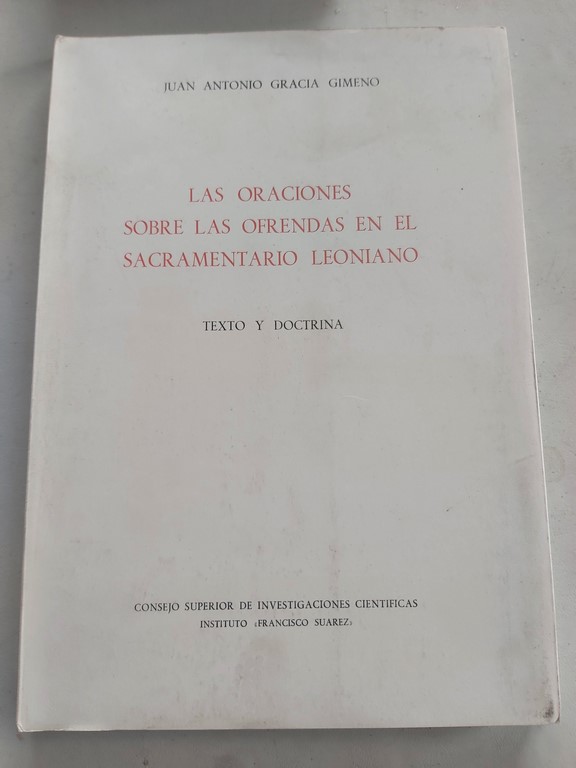 JUAN ANTONIO GRACIA GIMENO
LAS ORACIONES
SOBRE LAS OFRENDAS EN EL
SACRAMENTARIO LEONIANO
TEXTO Y DOCTRINA
CONSEJO SUPERIOR DE INVESTIGACIONES CIENTIFICAS
INSTITUTO «FRANCISCO SUAREZ»